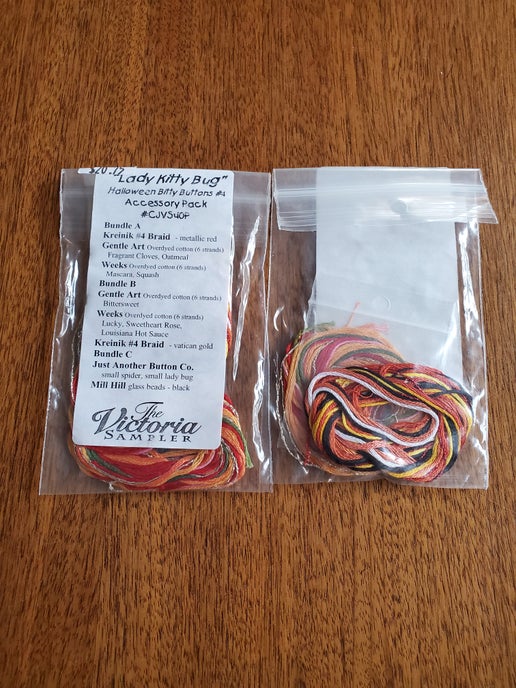 "Lady Kitty Bug"
Halloween Bitty Buttons #4
Accessory Pack
#CJVS40P
Bundle A
Kreinik #4 Braid - metallic red
Gentle Art Overdyed cotton (6 strands)
Fragrant Cloves, Oatmeal
Weeks Overdyed cotton (6 strands)
Mascara, Squash
Bundle B
Gentle Art Overdyed cotton (6 strands)
Bittersweet
Weeks Overdyed cotton (6 strands)
Lucky, Sweetheart Rose,
Louisiana Hot Sauce
Kreinik #4 Braid - vatican gold
Bundle C
Just Another Button Co.
small spider, small lady bug
Mill Hill glass beads - black
The
Victoria
SAMPLER